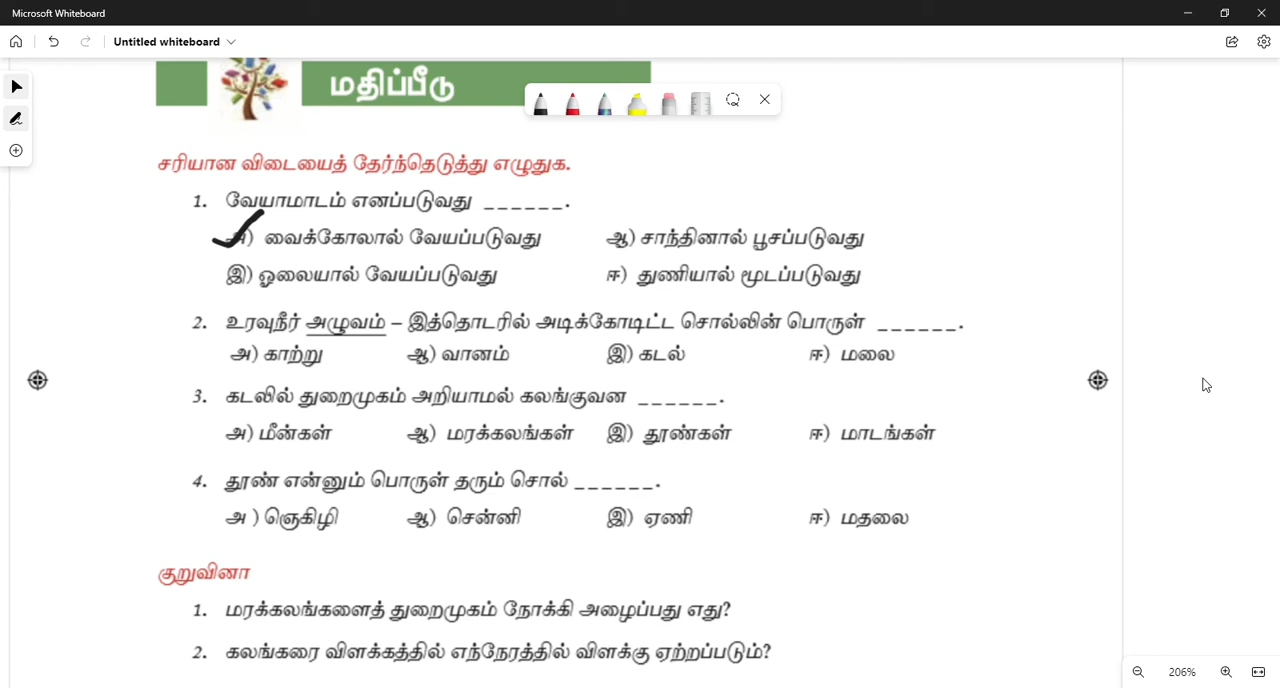 Microsoft Whiteboard
Untitled whiteboard
மதிப்பீடு
சரியான விடையைத் தேர்ந்தெடுத்து எழுதுக.
1. வேயாமாடம் எனப்படுவது ______.
அ) வைக்கோலால் வேயப்படுவது ஆ) சாந்தினால் பூசப்படுவது
இ) ஓலையால் வேயப்படுவது ஈ) துணியால் மூடப்படுவது
2. உரவுநீர் அழுவம் – இத்தொடரில் அடிக்கோடிட்ட சொல்லின் பொருள் ______.
அ) காற்று ஆ) வானம் இ) கடல் ஈ) மலை
3. கடலில் துறைமுகம் அறியாமல் கலங்குவன ______.
அ) மீன்கள் ஆ) மரக்கலங்கள் இ) தூண்கள் ஈ) மாடங்கள்
4. தூண் என்னும் பொருள் தரும் சொல் ______.
அ ) ஞெகிழி ஆ) சென்னி இ) ஏணி ஈ) மதலை
குறுவினா
1. மரக்கலங்களைத் துறைமுகம் நோக்கி அழைப்பது எது?
2. கலங்கரை விளக்கத்தில் எந்நேரத்தில் விளக்கு ஏற்றப்படும்?
206%